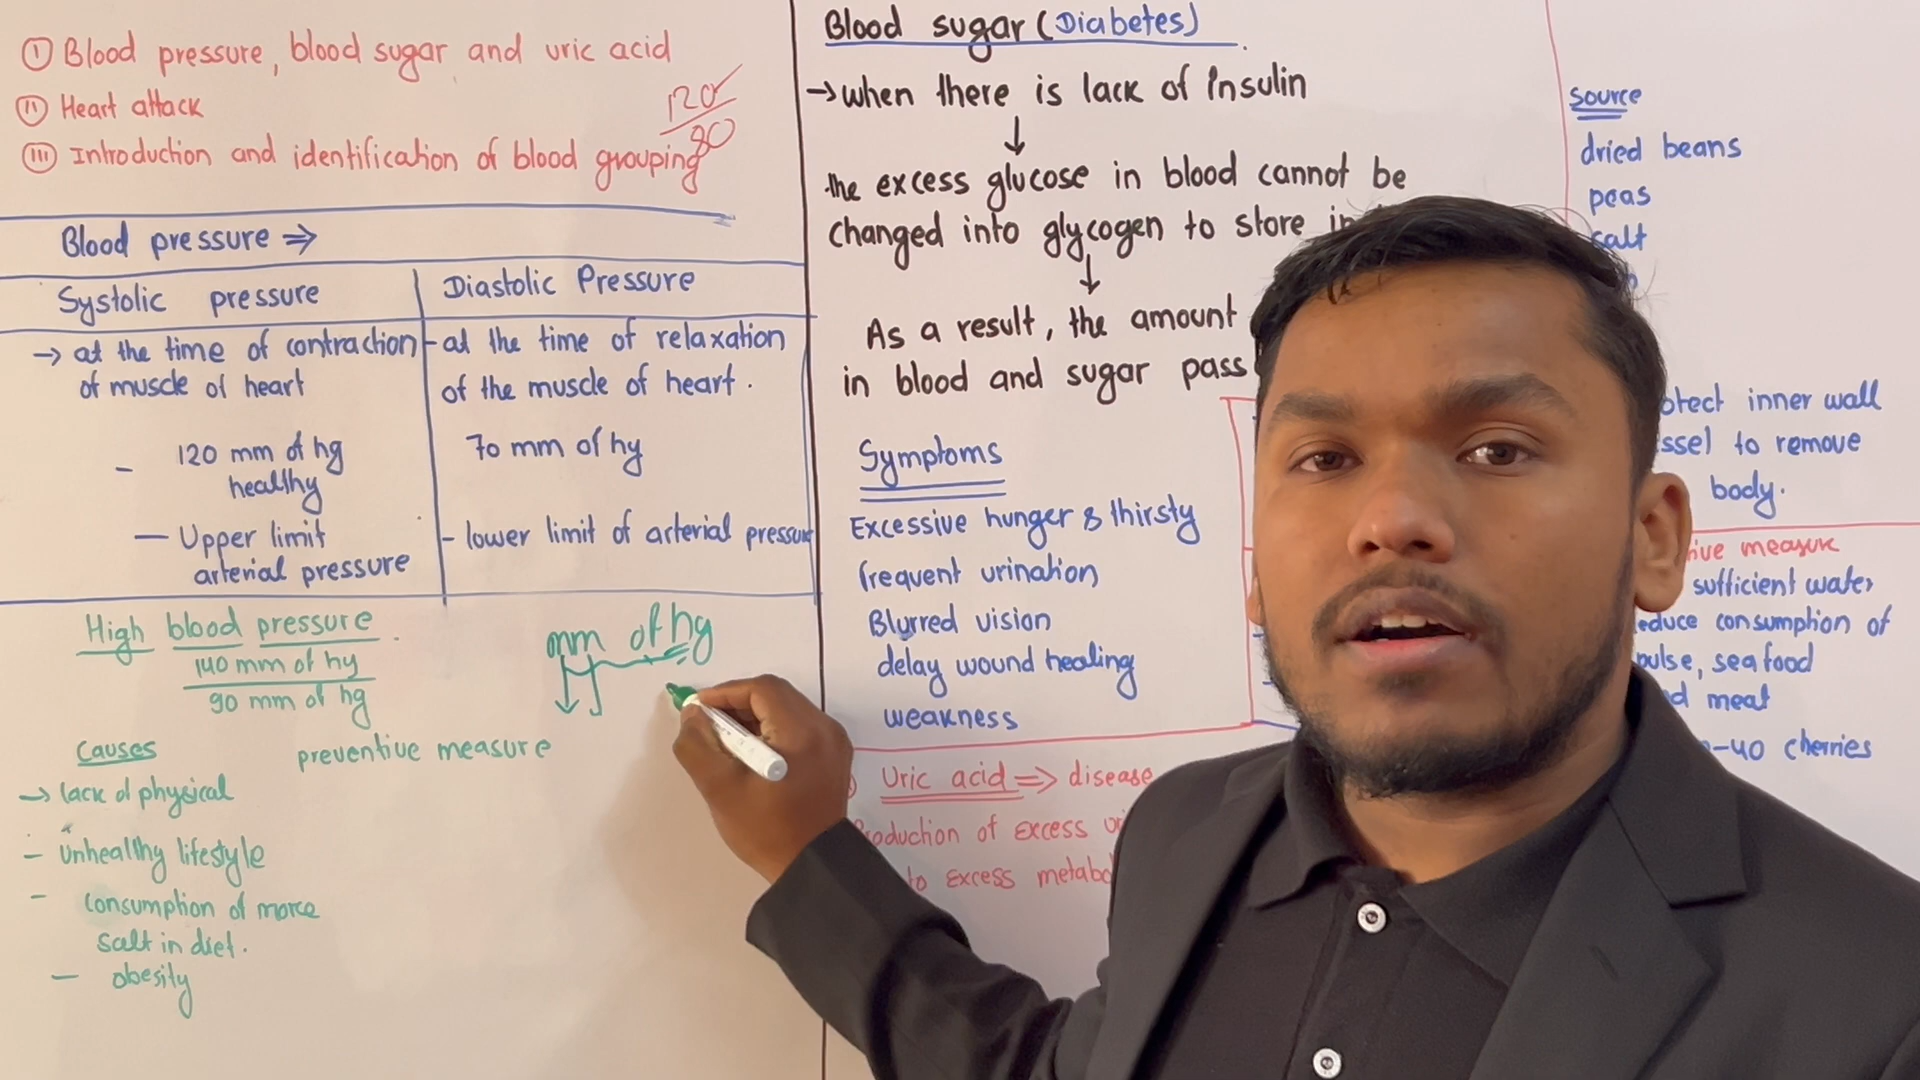 ① Blood pressure, blood sugar and uric acid
② Heart attack
③ Introduction and identification of blood grouping
120
80
Blood pressure ⇒
Systolic pressure
→ at the time of contraction
of muscle of heart
- 120 mm of hg
healthy
— Upper limit
arterial pressure
Diastolic Pressure
- at the time of relaxation
of the muscle of heart.
70 mm of hg
- lower limit of arterial pressure
High blood pressure
140 mm of hg
90 mm of hg
mm of hg
Causes
→ lack of physical
- Unhealthy lifestyle
- consumption of more
salt in diet.
- obesity
preventive measure
Blood sugar (Diabetes)
→ when there is lack of Insulin
↓
the excess glucose in blood cannot be
changed into glycogen to store in
↓
As a result, the amount
in blood and sugar pass
Symptoms
Excessive hunger & thirsty
frequent urination
Blurred vision
delay wound healing
weakness
Uric acid ⇒ disease
production of excess
to excess
source
dried beans
peas
salt
inner wall
to remove
body.
measure
sufficient water
educe consumption of
pulse, seafood
meat
-40 cherries